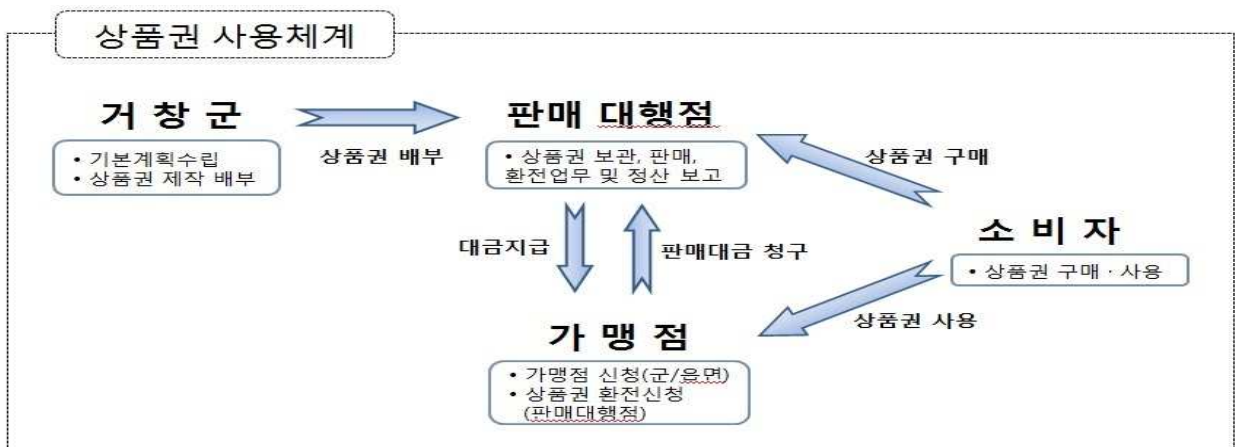 상품권 사용체계
거 창 군
• 기본계획수립
• 상품권 제작 배부
상품권 배부
판매 대행점
• 상품권 보관, 판매,
환전업무 및 정산 보고
상품권 구매
소 비 자
• 상품권 구매 · 사용
대금지급
판매대금 청구
상품권 사용
가 맹 점
• 가맹점 신청(군/읍면)
• 상품권 환전신청
(판매대행점)